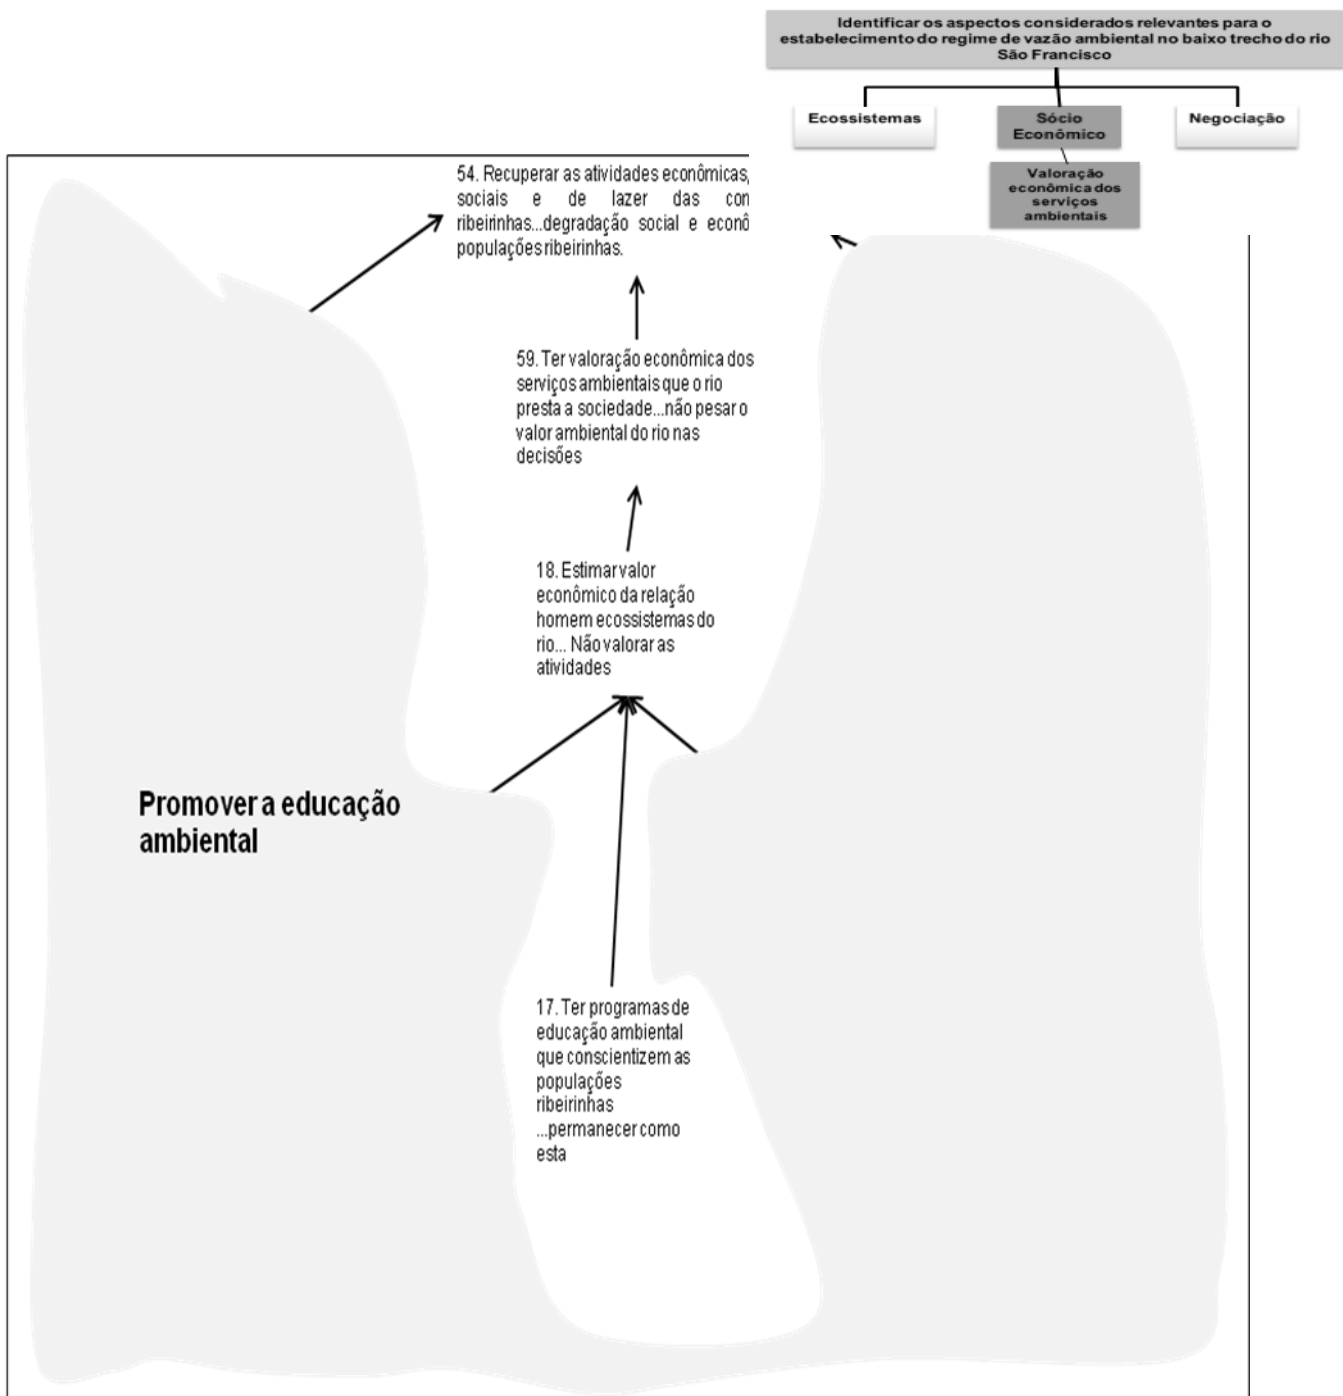 Identificar os aspectos considerados relevantes para o
estabelecimento do regime de vazão ambiental no baixo trecho do rio
São Francisco
Ecossistemas
Sócio
Econômico
Negociação
Valoração
econômica dos
serviços
ambientais
54. Recuperar as atividades econômicas,
sociais e de lazer das
ribeirinhas...degradação social e
populações ribeirinhas.
59. Ter valoração econômica dos
serviços ambientais que o rio
presta a sociedade...não pesar o
valor ambiental do rio nas
decisões
18. Estimar valor
econômico da relação
homem ecossistemas do
rio... Não valorar as
atividades
Promover a educação
ambiental
17. Ter programas de
educação ambiental
que conscientizem as
populações
ribeirinhas
...permanecer como
esta